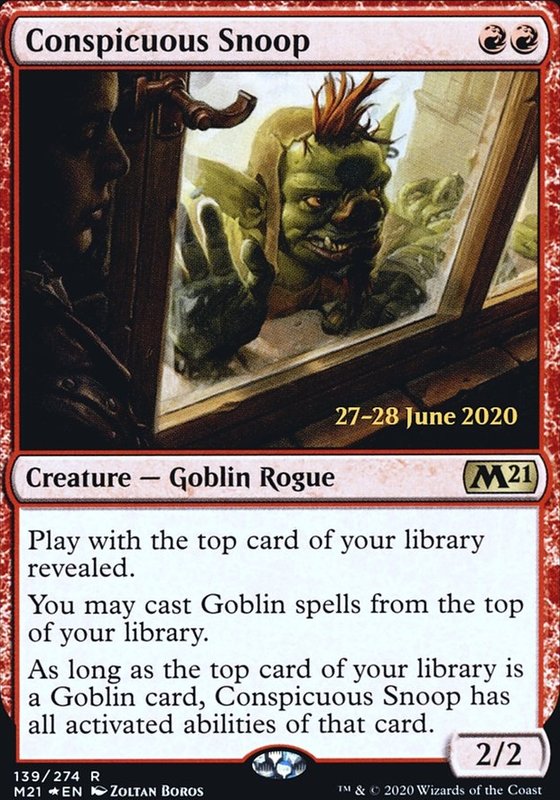 Conspicuous Snoop
27–28 June 2020
Creature — Goblin Rogue
M21
Play with the top card of your library
revealed.
You may cast Goblin spells from the top
of your library.
As long as the top card of your library is
a Goblin card, Conspicuous Snoop has
all activated abilities of that card.
2/2
139/274 R
M21 ★ EN Zoltan Boros
™ & © 2020 Wizards of the Coast